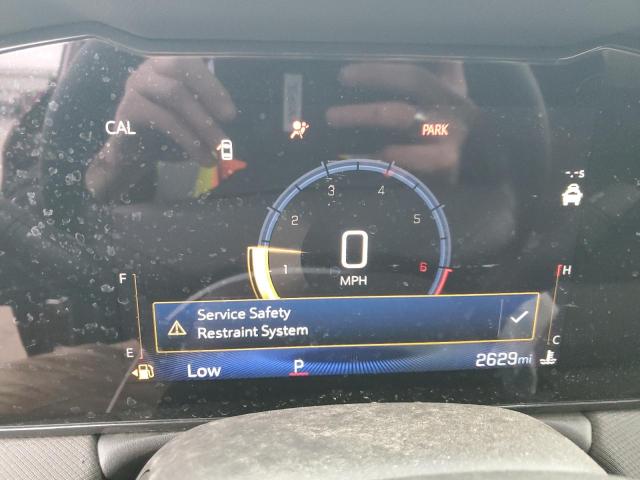 CAL
PARK
3 4
2 5
--s
1 6
0
MPH
F
H
Service Safety
Restraint System
E
C
Low
P
2629mi